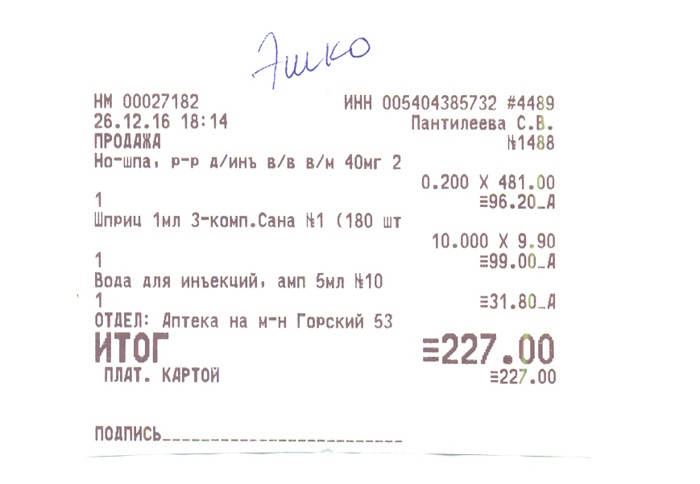 Эшко
НМ 00027182 ИНН 005404385732 #4489
26.12.16 18:14 Пантилеева С.В.
ПРОДАЖА №1488
Но-шпа, р-р д/инъ в/в в/м 40мг 2
0.200 X 481.00
1 ≡96.20_А
Шприц 1мл 3-комп.Сана №1 (180 шт
10.000 X 9.90
1 ≡99.00_А
Вода для инъекций, амп 5мл №10
1 ≡31.80_А
ОТДЕЛ: Аптека на м-н Горский 53
ИТОГ ≡227.00
ПЛАТ. КАРТОЙ ≡227.00
ПОДПИСЬ_________________________